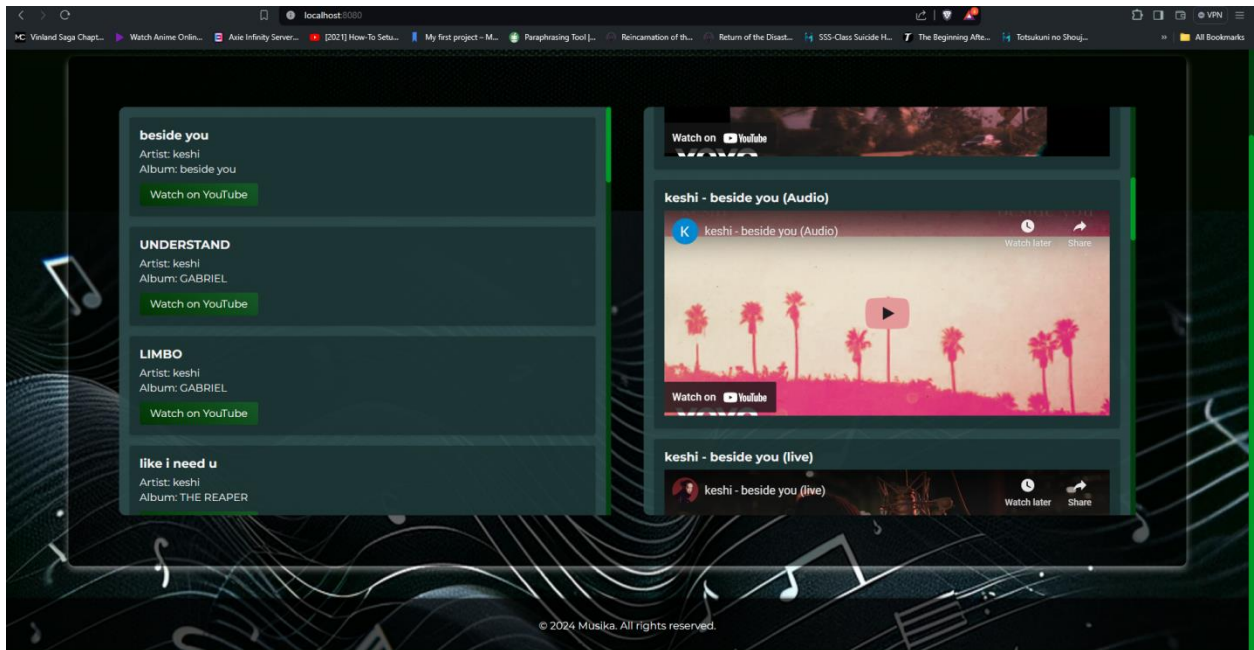 localhost:8080
VPN
MC Vinland Saga Chapt...
Watch Anime Onlin...
Axie Infinity Server...
[2021] How-To Setu...
My first project – M...
Paraphrasing Tool |...
Reincarnation of th...
Return of the Disast...
SSS-Class Suicide H...
T The Beginning Afte...
Totsukuni no Shouj...
»
All Bookmarks
beside you
Artist: keshi
Album: beside you
Watch on YouTube
UNDERSTAND
Artist: keshi
Album: GABRIEL
Watch on YouTube
LIMBO
Artist: keshi
Album: GABRIEL
Watch on YouTube
like i need u
Artist: keshi
Album: THE REAPER
Watch on YouTube
keshi - beside you (Audio)
K keshi - beside you (Audio)
Watch later Share
Watch on YouTube
keshi - beside you (live)
keshi - beside you (live)
Watch later Share
© 2024 Musika. All rights reserved.